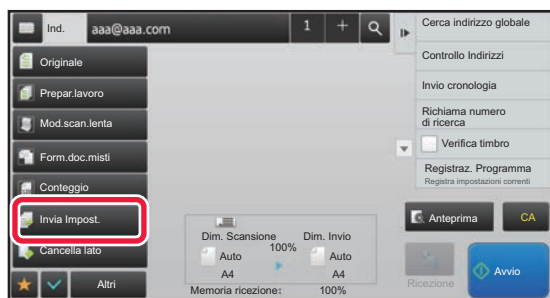 Ind.
aaa@aaa.com
1
+
Originale
Prepar.lavoro
Mod.scan.lenta
Form.doc.misti
Conteggio
Invia Impost.
Cancella lato
Altri
Dim. Scansione
100%
Dim. Invio
Auto
Auto
A4
A4
Memoria ricezione:
100%
Cerca indirizzo globale
Controllo Indirizzi
Invio cronologia
Richiama numero
di ricerca
Verifica timbro
Registraz. Programma
Registra impostazioni correnti
Anteprima
CA
Ricezione
Avvio